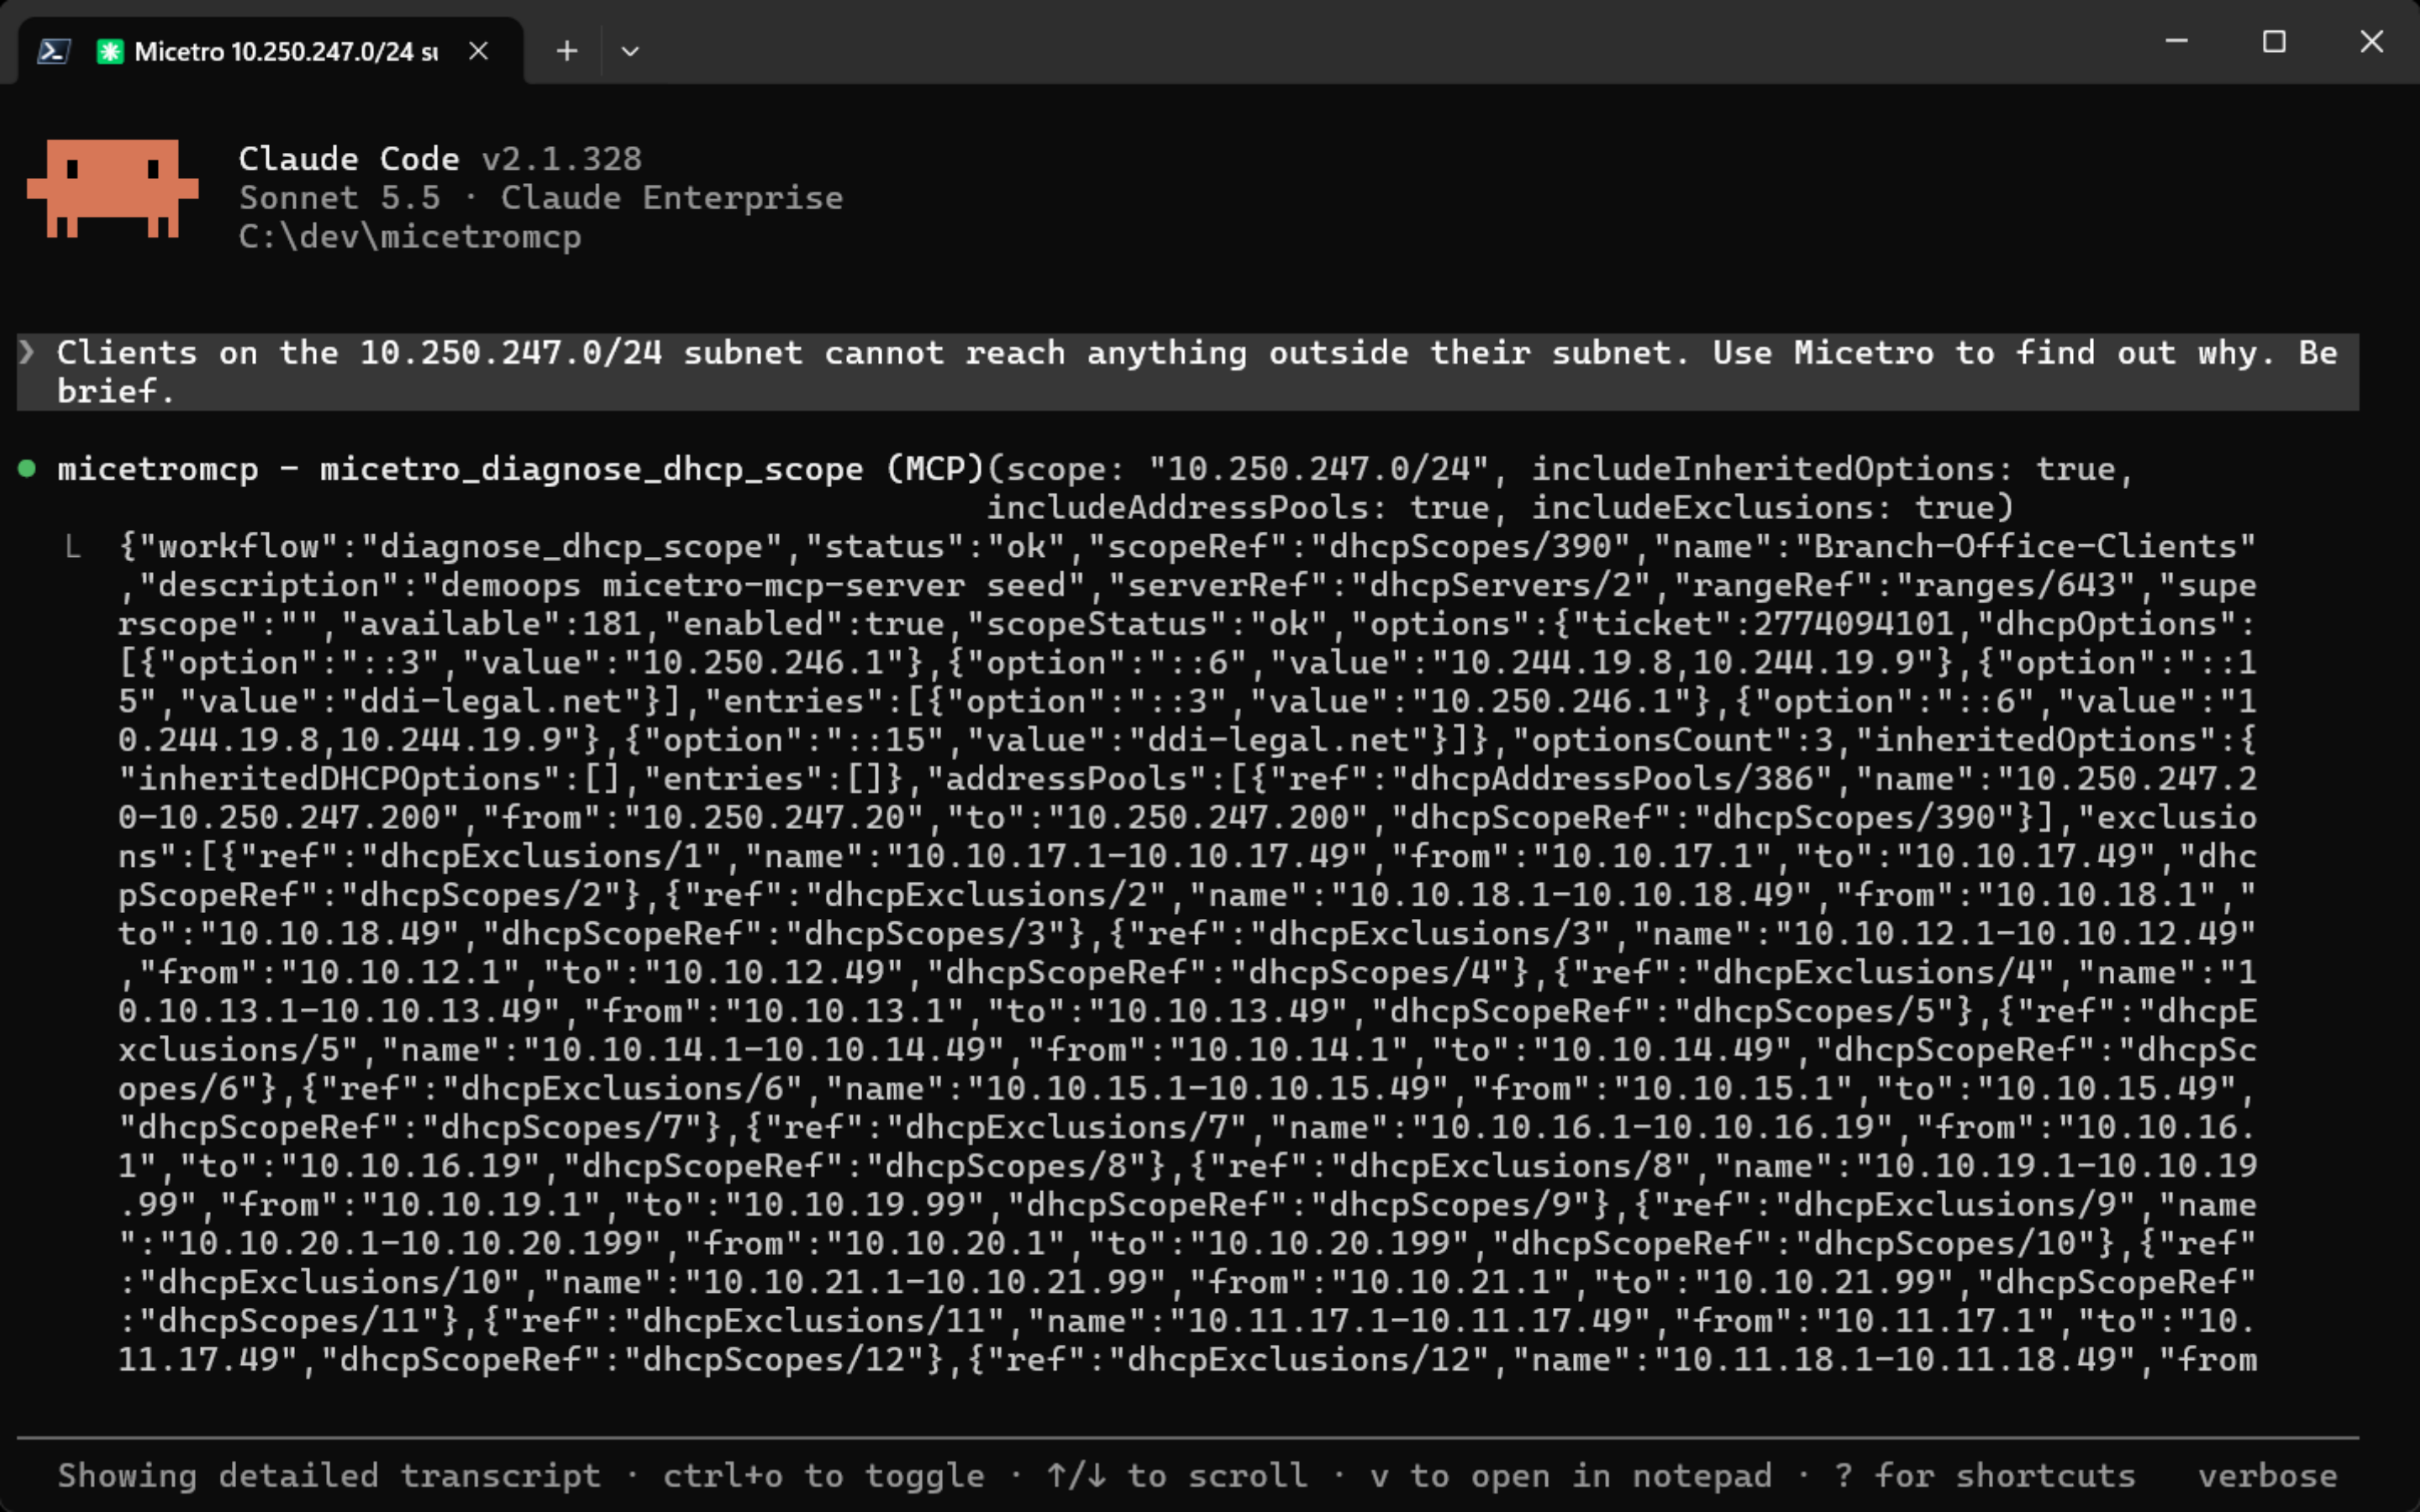 Micetro 10.250.247.0/24 su
Claude Code v2.1.328
Sonnet 5.5 · Claude Enterprise
C:\dev\micetromcp
❯ Clients on the 10.250.247.0/24 subnet cannot reach anything outside their subnet. Use Micetro to find out why. Be
brief.
● micetromcp - micetro_diagnose_dhcp_scope (MCP)(scope: "10.250.247.0/24", includeInheritedOptions: true,
includeAddressPools: true, includeExclusions: true)
└ {"workflow":"diagnose_dhcp_scope","status":"ok","scopeRef":"dhcpScopes/390","name":"Branch-Office-Clients"
,"description":"demoops micetro-mcp-server seed","serverRef":"dhcpServers/2","rangeRef":"ranges/643","supe
rscope":"","available":181,"enabled":true,"scopeStatus":"ok","options":{"ticket":2774094101,"dhcpOptions":
[{"option":"::3","value":"10.250.246.1"},{"option":"::6","value":"10.244.19.8,10.244.19.9"},{"option":"::1
5","value":"ddi-legal.net"}],"entries":[{"option":"::3","value":"10.250.246.1"},{"option":"::6","value":"1
0.244.19.8,10.244.19.9"},{"option":"::15","value":"ddi-legal.net"}]},"optionsCount":3,"inheritedOptions":{
"inheritedDHCPOptions":[],"entries":[]},"addressPools":[{"ref":"dhcpAddressPools/386","name":"10.250.247.2
0-10.250.247.200","from":"10.250.247.20","to":"10.250.247.200","dhcpScopeRef":"dhcpScopes/390"}],"exclusio
ns":[{"ref":"dhcpExclusions/1","name":"10.10.17.1-10.10.17.49","from":"10.10.17.1","to":"10.10.17.49","dhc
pScopeRef":"dhcpScopes/2"},{"ref":"dhcpExclusions/2","name":"10.10.18.1-10.10.18.49","from":"10.10.18.1","
to":"10.10.18.49","dhcpScopeRef":"dhcpScopes/3"},{"ref":"dhcpExclusions/3","name":"10.10.12.1-10.10.12.49"
,"from":"10.10.12.1","to":"10.10.12.49","dhcpScopeRef":"dhcpScopes/4"},{"ref":"dhcpExclusions/4","name":"1
0.10.13.1-10.10.13.49","from":"10.10.13.1","to":"10.10.13.49","dhcpScopeRef":"dhcpScopes/5"},{"ref":"dhcpE
xclusions/5","name":"10.10.14.1-10.10.14.49","from":"10.10.14.1","to":"10.10.14.49","dhcpScopeRef":"dhcpSc
opes/6"},{"ref":"dhcpExclusions/6","name":"10.10.15.1-10.10.15.49","from":"10.10.15.1","to":"10.10.15.49",
"dhcpScopeRef":"dhcpScopes/7"},{"ref":"dhcpExclusions/7","name":"10.10.16.1-10.10.16.19","from":"10.10.16.
1","to":"10.10.16.19","dhcpScopeRef":"dhcpScopes/8"},{"ref":"dhcpExclusions/8","name":"10.10.19.1-10.10.19
.99","from":"10.10.19.1","to":"10.10.19.99","dhcpScopeRef":"dhcpScopes/9"},{"ref":"dhcpExclusions/9","name
":"10.10.20.1-10.10.20.199","from":"10.10.20.1","to":"10.10.20.199","dhcpScopeRef":"dhcpScopes/10"},{"ref"
:"dhcpExclusions/10","name":"10.10.21.1-10.10.21.99","from":"10.10.21.1","to":"10.10.21.99","dhcpScopeRef"
:"dhcpScopes/11"},{"ref":"dhcpExclusions/11","name":"10.11.17.1-10.11.17.49","from":"10.11.17.1","to":"10.
11.17.49","dhcpScopeRef":"dhcpScopes/12"},{"ref":"dhcpExclusions/12","name":"10.11.18.1-10.11.18.49","from
Showing detailed transcript · ctrl+o to toggle · ↑/↓ to scroll · v to open in notepad · ? for shortcuts verbose